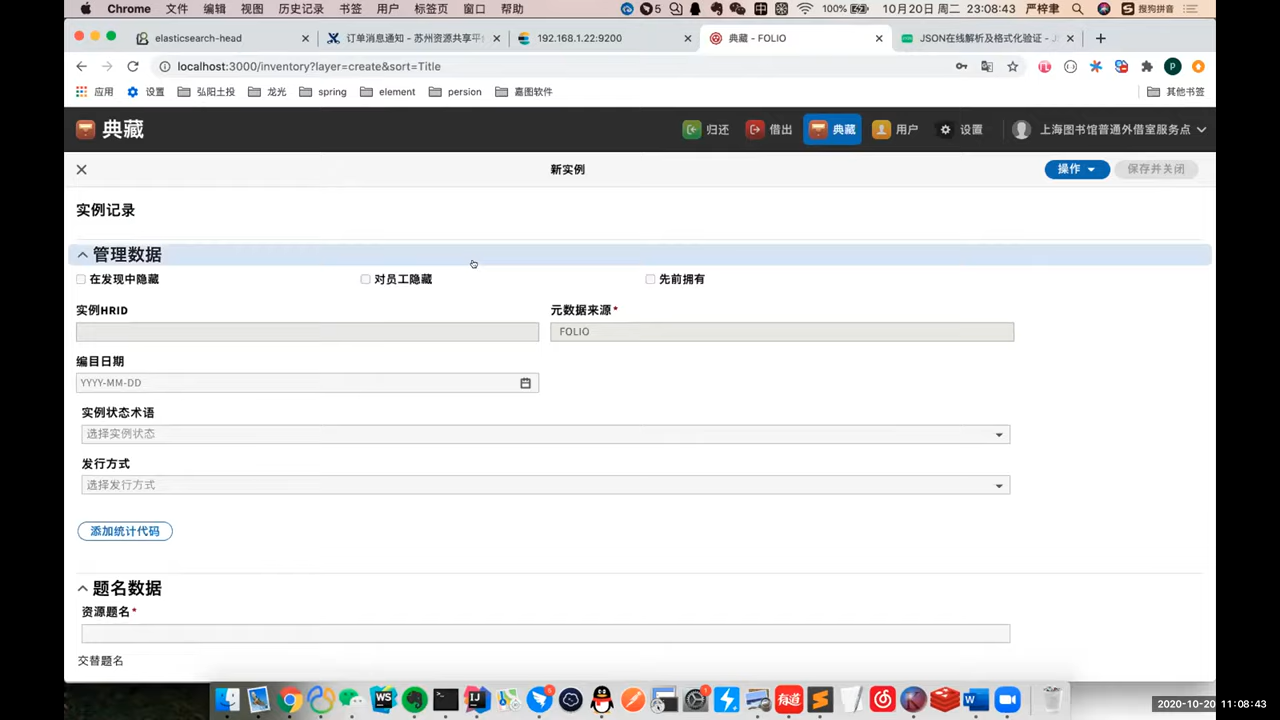 Chrome 文件 编辑 视图 历史记录 书签 用户 标签页 窗口 帮助 5 100% 10月20日 周二 23:08:43 严梓聿 搜狗拼音
elasticsearch-head 订单消息通知 - 苏州资源共享平 192.168.1.22:9200 典藏 - FOLIO JSON在线解析及格式化验证 -
localhost:3000/inventory?layer=create&sort=Title P
应用 设置 弘阳土投 龙光 spring element persion 嘉图软件 其他书签
典藏 归还 借出 典藏 用户 设置 上海图书馆普通外借室服务点
新实例 操作 保存并关闭
实例记录
管理数据
在发现中隐藏 对员工隐藏 先前拥有
实例HRID 元数据来源*
FOLIO
编目日期
YYYY-MM-DD
实例状态术语
选择实例状态
发行方式
选择发行方式
添加统计代码
题名数据
资源题名*
交替题名
WS IJ 有道 W
2020-10-20 11:08:43